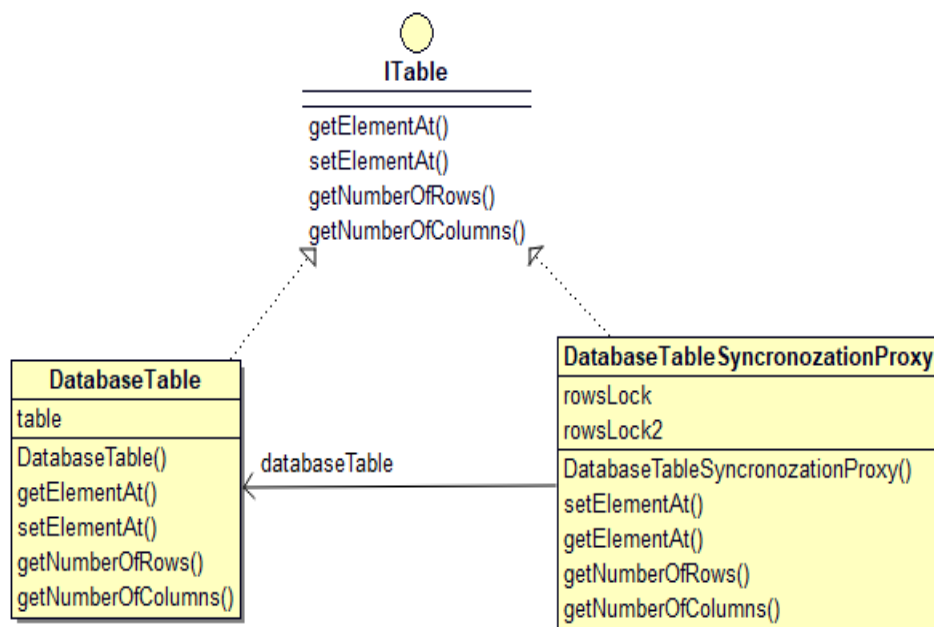 ITable
getElementAt()
setElementAt()
getNumberOfRows()
getNumberOfColumns()
DatabaseTable
table
DatabaseTable()
getElementAt()
setElementAt()
getNumberOfRows()
getNumberOfColumns()
databaseTable
DatabaseTableSyncronozationProxy
rowsLock
rowsLock2
DatabaseTableSyncronozationProxy()
setElementAt()
getElementAt()
getNumberOfRows()
getNumberOfColumns()